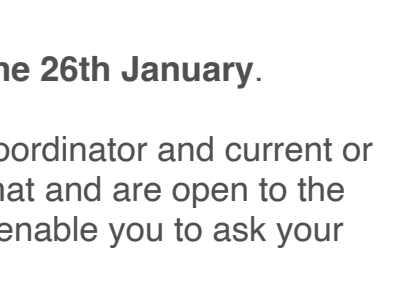 he 26th January.
oordinator and current or
hat and are open to the
enable you to ask your